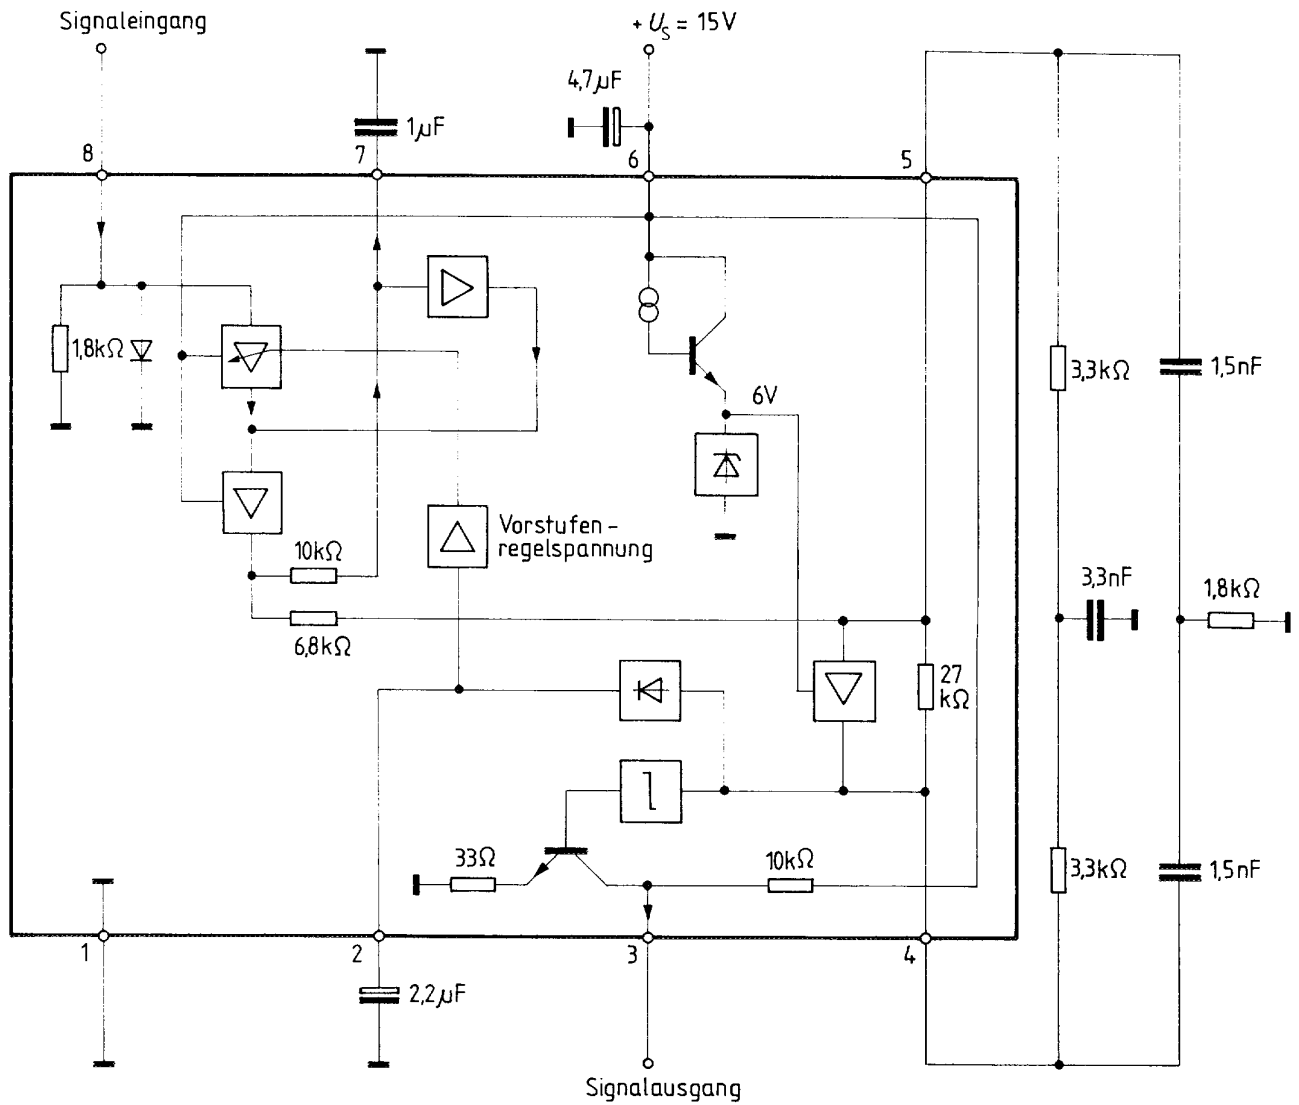 Signaleingang
+ U_S = 15V
4,7µF
1µF
8
7
6
5
1,8kΩ
3,3kΩ
1,5nF
6V
Vorstufen-
regelspannung
10kΩ
3,3nF
1,8kΩ
6,8kΩ
27
kΩ
33Ω
10kΩ
3,3kΩ
1,5nF
1
2
3
4
2,2µF
Signalausgang